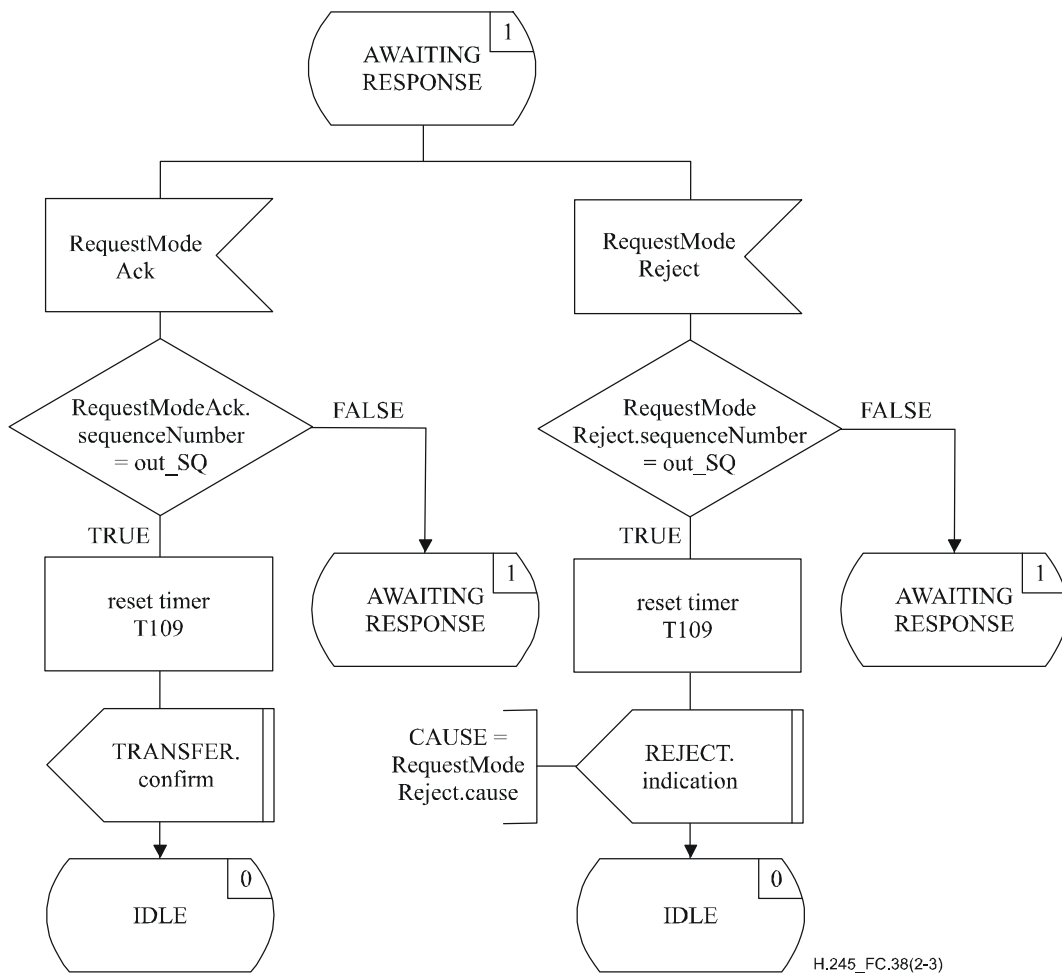 1
AWAITING
RESPONSE
RequestMode
Ack
RequestMode
Reject
RequestModeAck.
sequenceNumber
= out_SQ
FALSE
TRUE
RequestMode
Reject.sequenceNumber
= out_SQ
FALSE
TRUE
reset timer
T109
1
AWAITING
RESPONSE
reset timer
T109
1
AWAITING
RESPONSE
TRANSFER.
confirm
CAUSE =
RequestMode
Reject.cause
REJECT.
indication
0
IDLE
0
IDLE
H.245_FC.38(2-3)